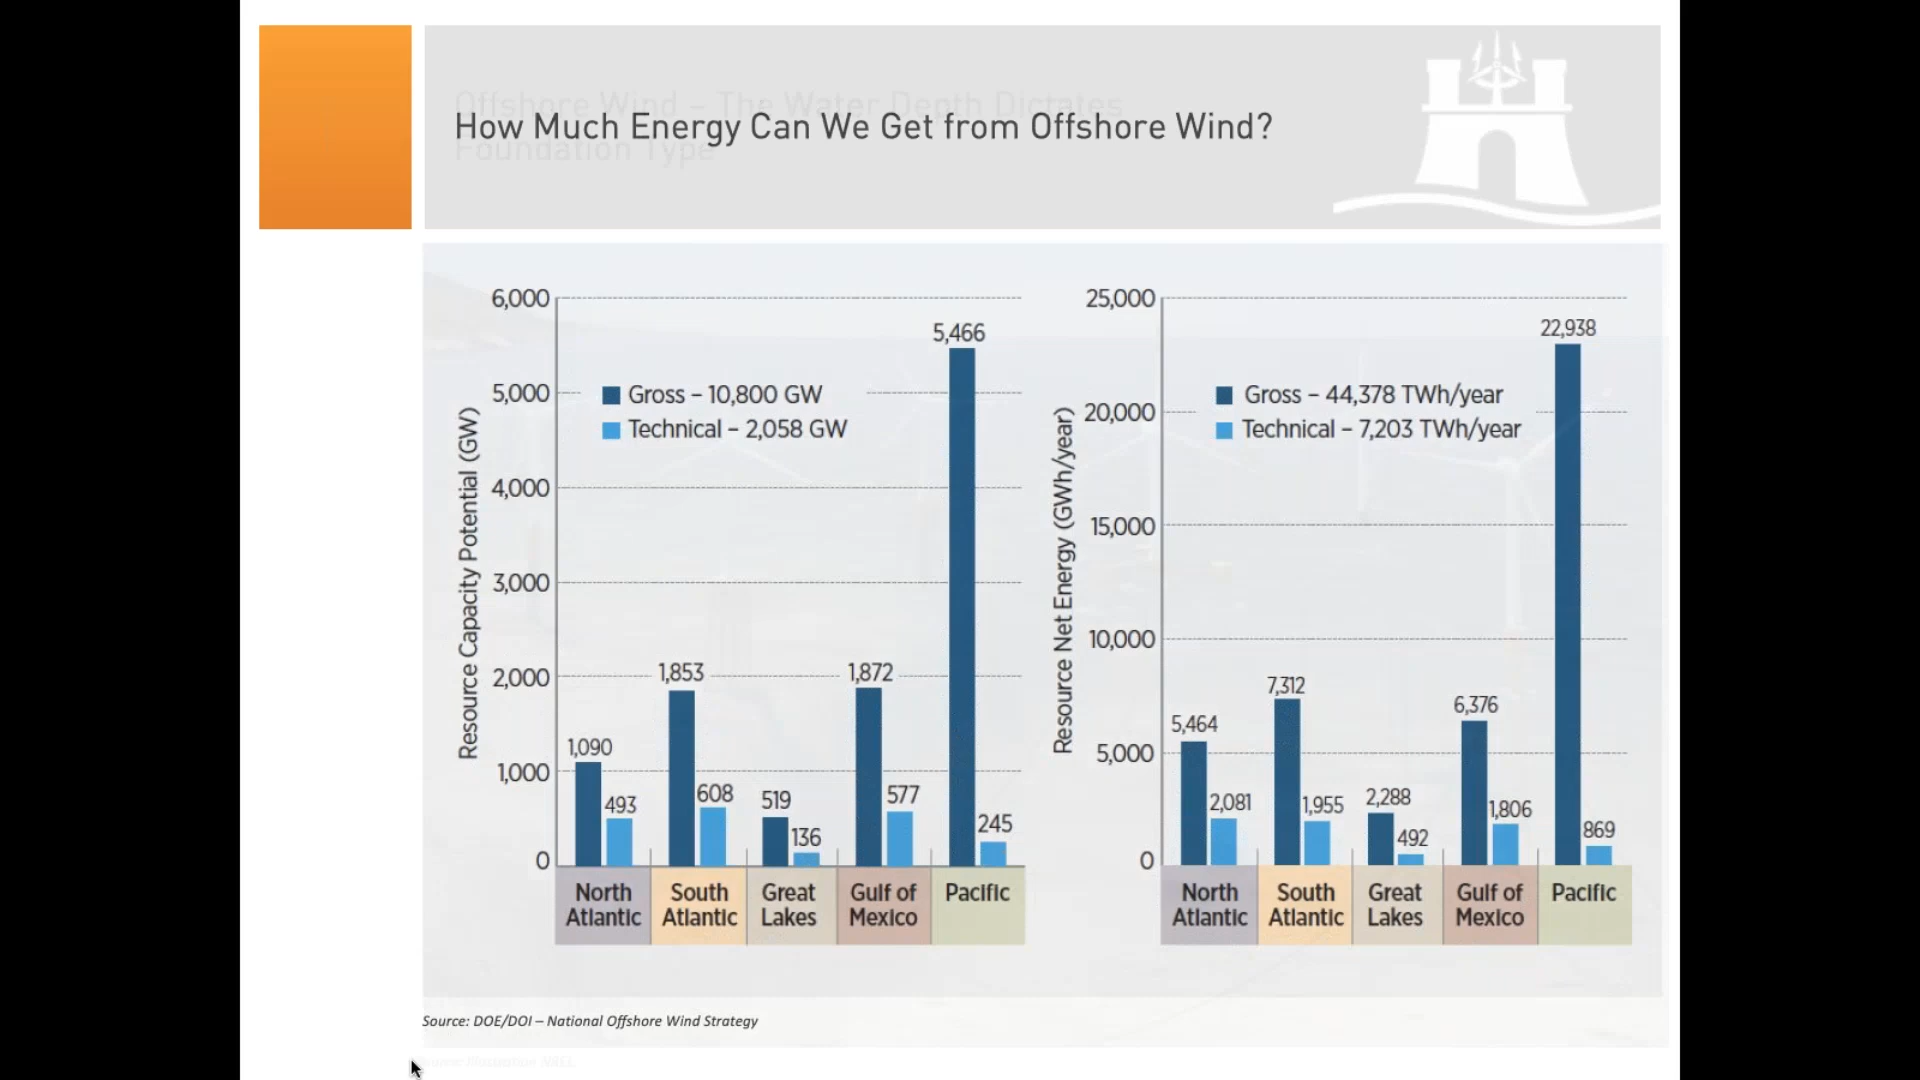 Offshore Wind – The Water Depth Dictates
How Much Energy Can We Get from Offshore Wind?
Foundation Type
6,000
5,000
4,000
3,000
2,000
1,000
0
Resource Capacity Potential (GW)
Gross – 10,800 GW
Technical – 2,058 GW
1,090
493
1,853
608
519
136
1,872
577
5,466
245
North
Atlantic
South
Atlantic
Great
Lakes
Gulf of
Mexico
Pacific
25,000
20,000
15,000
10,000
5,000
0
Resource Net Energy (GWh/year)
Gross – 44,378 TWh/year
Technical – 7,203 TWh/year
5,464
2,081
7,312
1,955
2,288
492
6,376
1,806
22,938
869
North
Atlantic
South
Atlantic
Great
Lakes
Gulf of
Mexico
Pacific
Source: DOE/DOI – National Offshore Wind Strategy